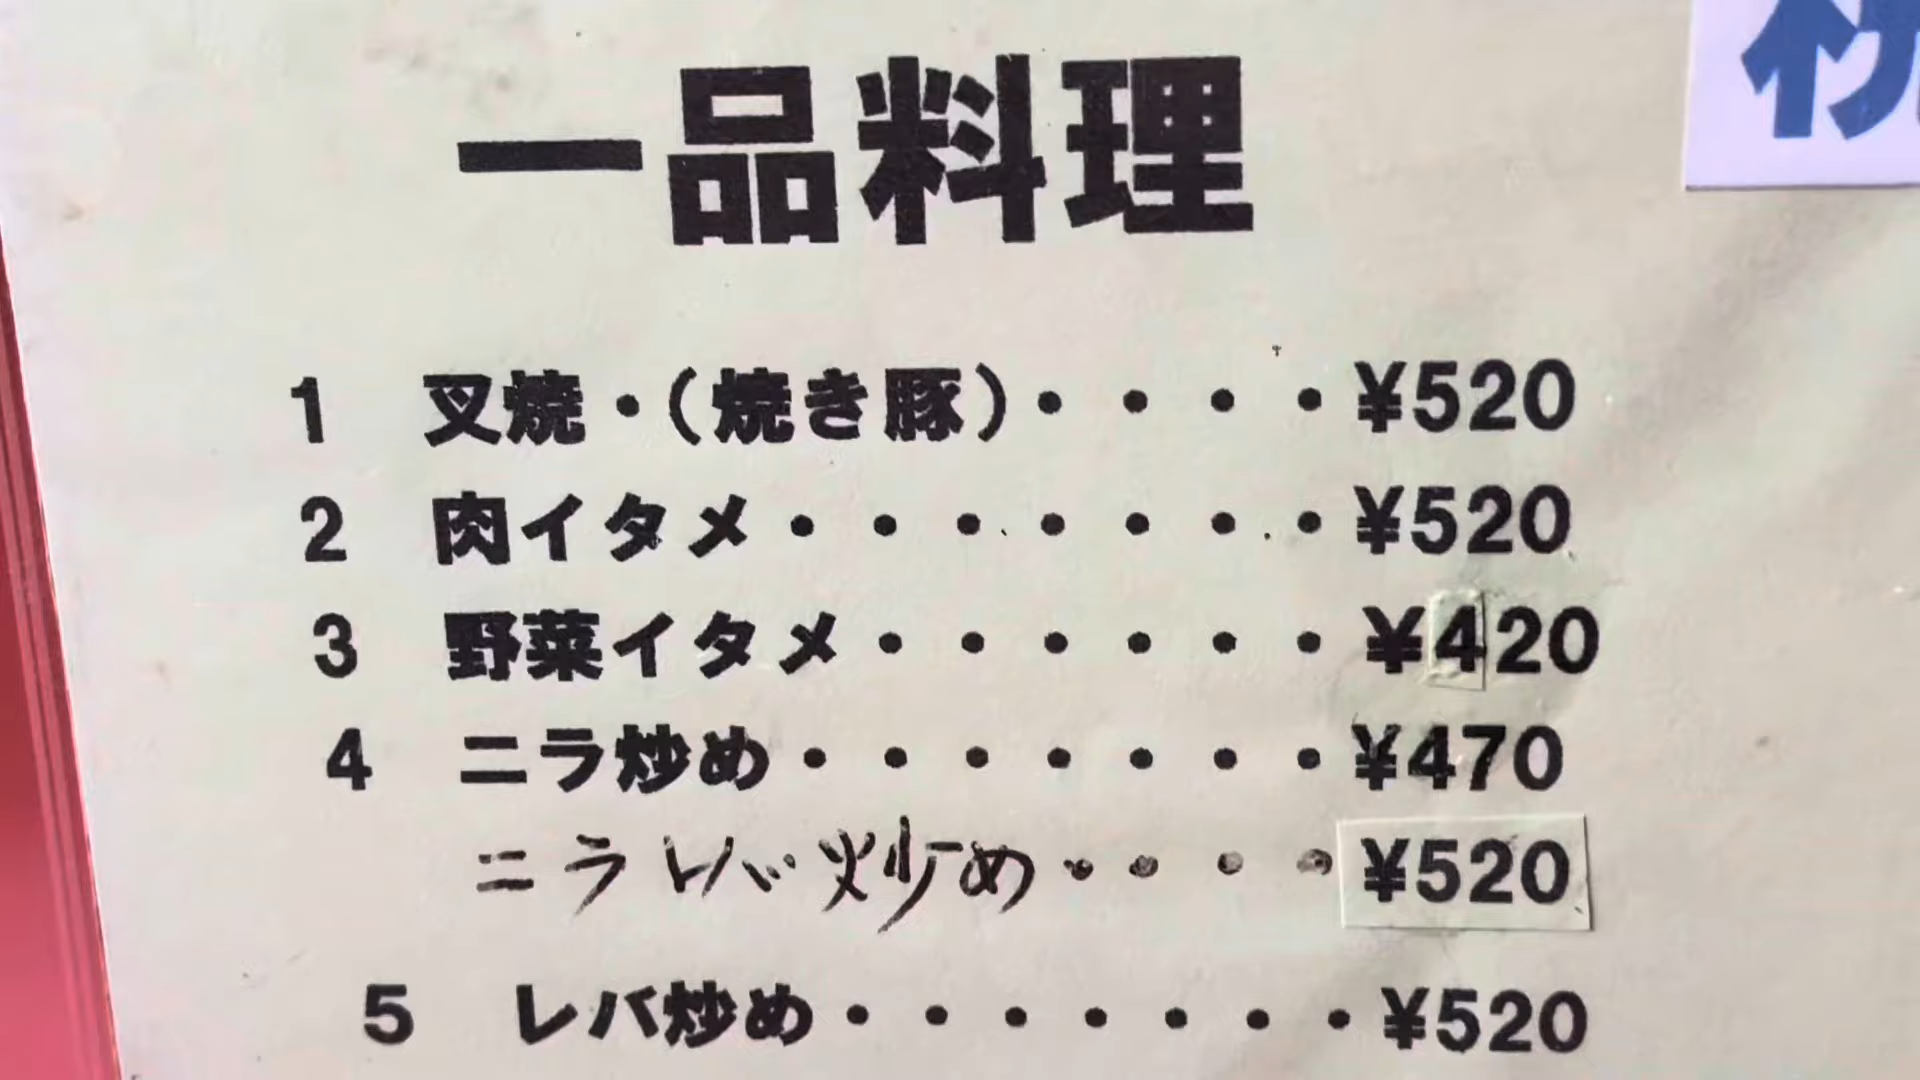 一品料理
1 叉焼・(焼き豚)・・・・¥520
2 肉イタメ・・・・・・・¥520
3 野菜イタメ・・・・・・¥420
4 ニラ炒め・・・・・・・¥470
ニラレバ炒め・・・・¥520
5 レバ炒め・・・・・・・¥520